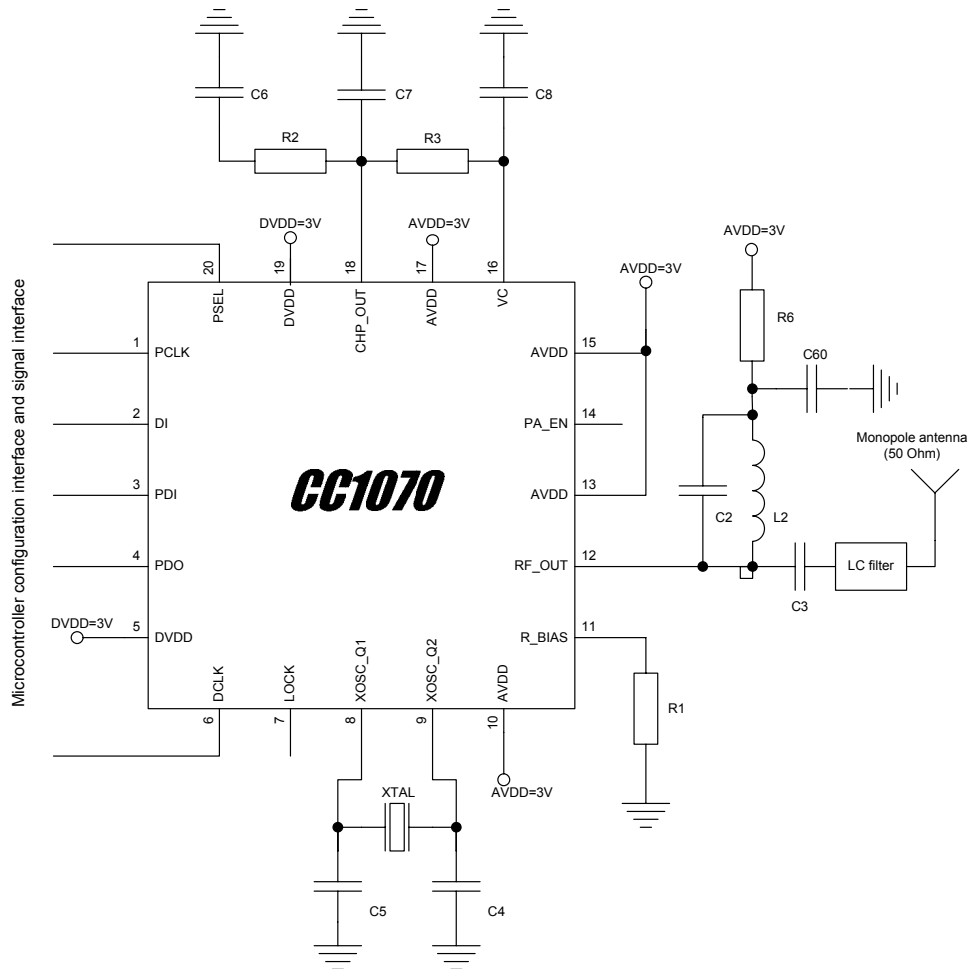 C6
C7
C8
R2
R3
DVDD=3V
AVDD=3V
AVDD=3V
AVDD=3V
20
19
18
17
16
PSEL
DVDD
CHP_OUT
AVDD
VC
R6
C60
Microcontroller configuration interface and signal interface
1
PCLK
AVDD
15
2
DI
PA_EN
14
Monopole antenna
(50 Ohm)
3
PDI
CC1070
AVDD
13
C2
L2
4
PDO
RF_OUT
12
LC filter
C3
DVDD=3V
5
DVDD
R_BIAS
11
DCLK
LOCK
XOSC_Q1
XOSC_Q2
AVDD
6
7
8
9
10
R1
XTAL
AVDD=3V
C5
C4